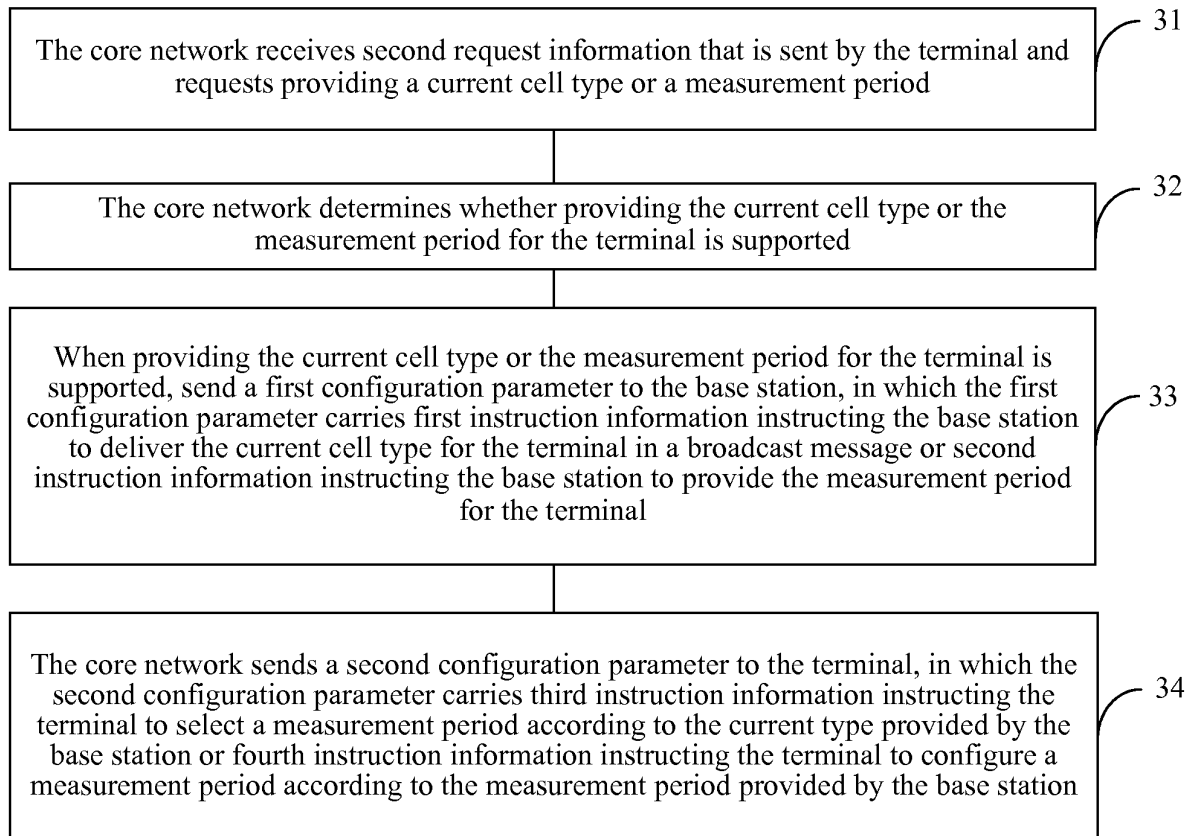 31
The core network receives second request information that is sent by the terminal and
requests providing a current cell type or a measurement period
32
The core network determines whether providing the current cell type or the
measurement period for the terminal is supported
33
When providing the current cell type or the measurement period for the terminal is
supported, send a first configuration parameter to the base station, in which the first
configuration parameter carries first instruction information instructing the base station
to deliver the current cell type for the terminal in a broadcast message or second
instruction information instructing the base station to provide the measurement period
for the terminal
34
The core network sends a second configuration parameter to the terminal, in which the
second configuration parameter carries third instruction information instructing the
terminal to select a measurement period according to the current type provided by the
base station or fourth instruction information instructing the terminal to configure a
measurement period according to the measurement period provided by the base station